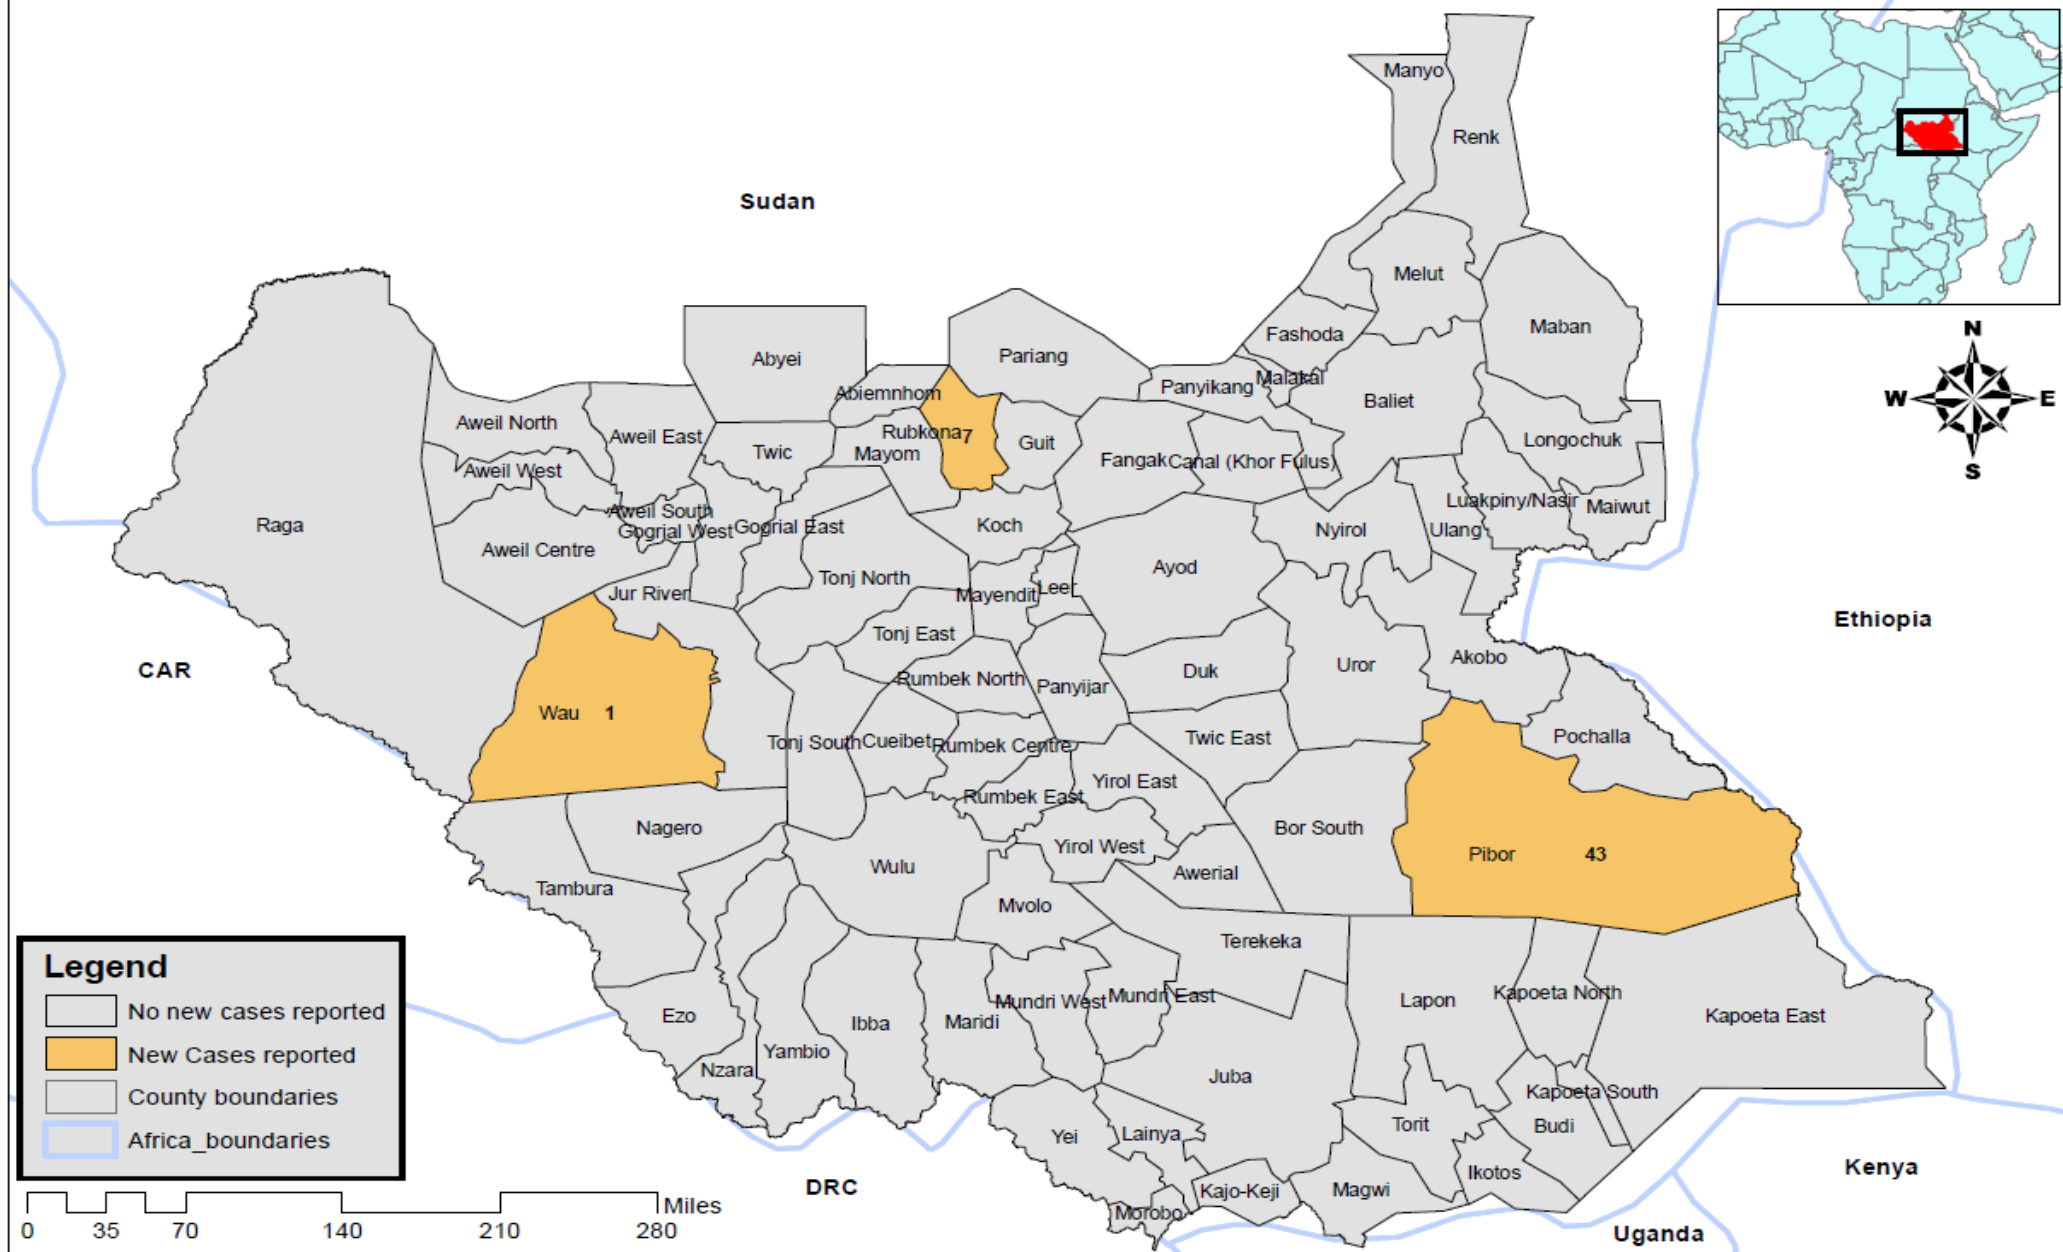 Manyo
Renk
Sudan
Melut
Maban
Fashoda
Abyei
Pariang
Abiemnhom
Panyikang
Malakal
Baliet
N
W
E
S
Aweil North
Aweil East
Twic
Rubkona 7
Mayom
Guit
Fangak
Canal (Khor Fulus)
Longochuk
Aweil West
Luakpiny/Nasir
Maiwut
Raga
Aweil South
Gogrial West
Gogrial East
Koch
Nyirol
Ulang
Aweil Centre
Ayod
Tonj North
Jur River
Mayendit
Leer
Ethiopia
Tonj East
CAR
Duk
Uror
Akobo
Rumbek North
Panyijar
Wau 1
Tonj South
Cueibet
Rumbek Centre
Twic East
Pochalla
Yirol East
Rumbek East
Nagero
Bor South
Yirol West
Pibor 43
Wulu
Awerial
Tambura
Mvolo
Terekeka
Legend
No new cases reported
New Cases reported
County boundaries
Africa_boundaries
Ezo
Ibba
Maridi
Mundri West
Mundri East
Lapon
Kapoeta North
Kapoeta East
Yambio
Nzara
Juba
Kapoeta South
Budi
Torit
Yei
Lainya
Ikotos
Kenya
DRC
Kajo-Keji
Magwi
Morobo
Uganda
Miles
0 35 70 140 210 280